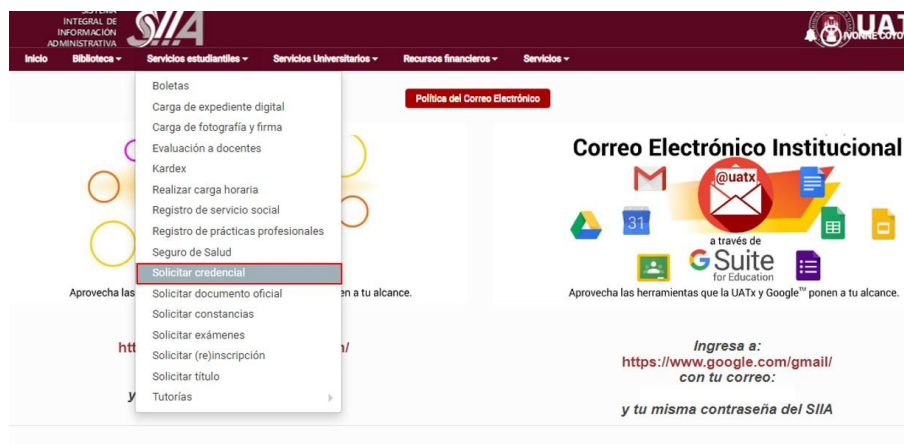 SISTEMA
INTEGRAL DE
INFORMACIÓN
ADMINISTRATIVA
SIIA
UAT
IVONNE COYO
Inicio Biblioteca Servicios estudiantiles Servicios Universitarios Recursos financieros Servicios
Política del Correo Electrónico
Boletas
Carga de expediente digital
Carga de fotografía y firma
Evaluación a docentes
Kardex
Realizar carga horaria
Registro de servicio social
Registro de prácticas profesionales
Seguro de Salud
Solicitar credencial
Solicitar documento oficial
Solicitar constancias
Solicitar exámenes
Solicitar (re)inscripción
Solicitar título
Tutorías
Aprovecha las
en a tu alcance.
htt
n/
y
Correo Electrónico Institucional
@uatx
31
a través de
G Suite
for Education
Aprovecha las herramientas que la UATx y Google™ ponen a tu alcance.
Ingresa a:
https://www.google.com/gmail/
con tu correo:
y tu misma contraseña del SIIA